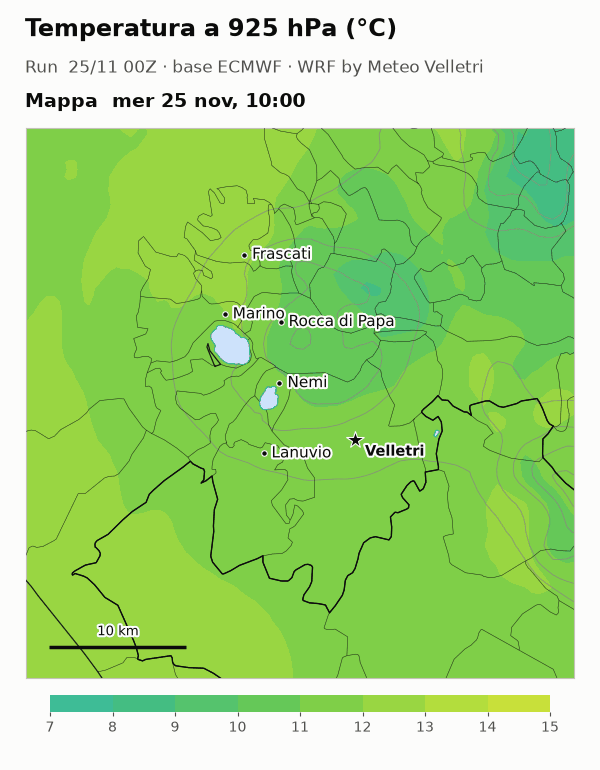 Temperatura a 925 hPa (°C)
Run  25/11 00Z · base ECMWF · WRF by Meteo Velletri
Mappa  mer 25 nov, 10:00
Frascati
Marino
Rocca di Papa
Nemi
Velletri
Lanuvio
10 km
7 8 9 10 11 12 13 14 15